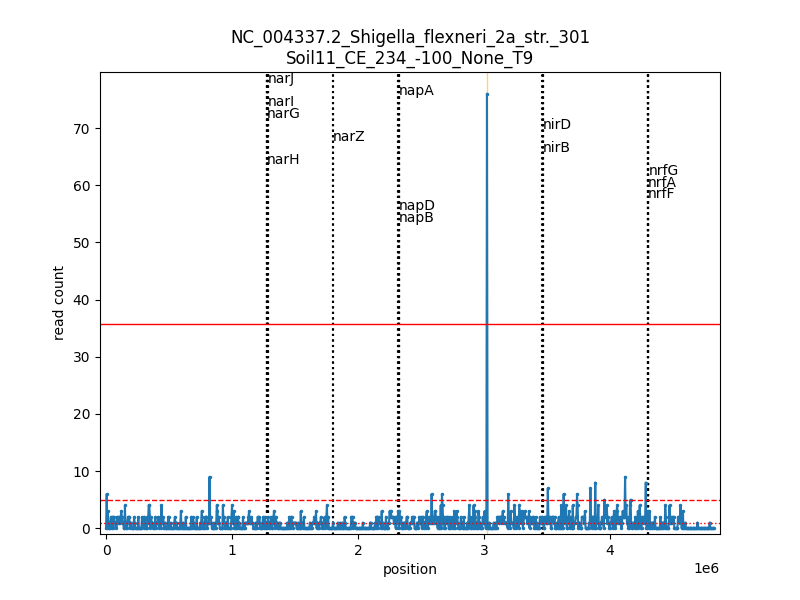 NC_004337.2_Shigella_flexneri_2a_str._301
Soil11_CE_234_-100_None_T9
narJ
narI
narG
narH
narZ
napA
napD
napB
nirD
nirB
nrfG
nrfA
nrfF
read count
70
60
50
40
30
20
10
0
0 1 2 3 4
1e6
position